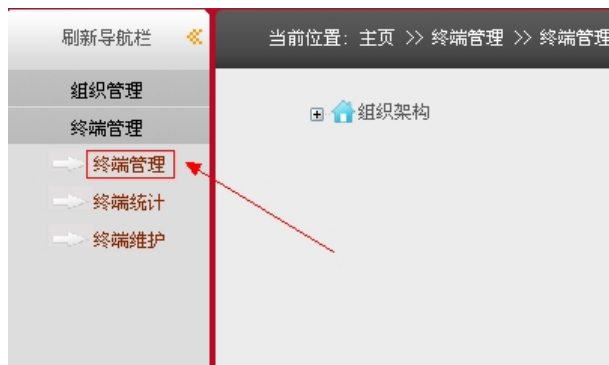 刷新导航栏 «
当前位置：主页 >> 终端管理 >> 终端管理
组织管理
组织架构
终端管理
终端管理
终端统计
终端维护